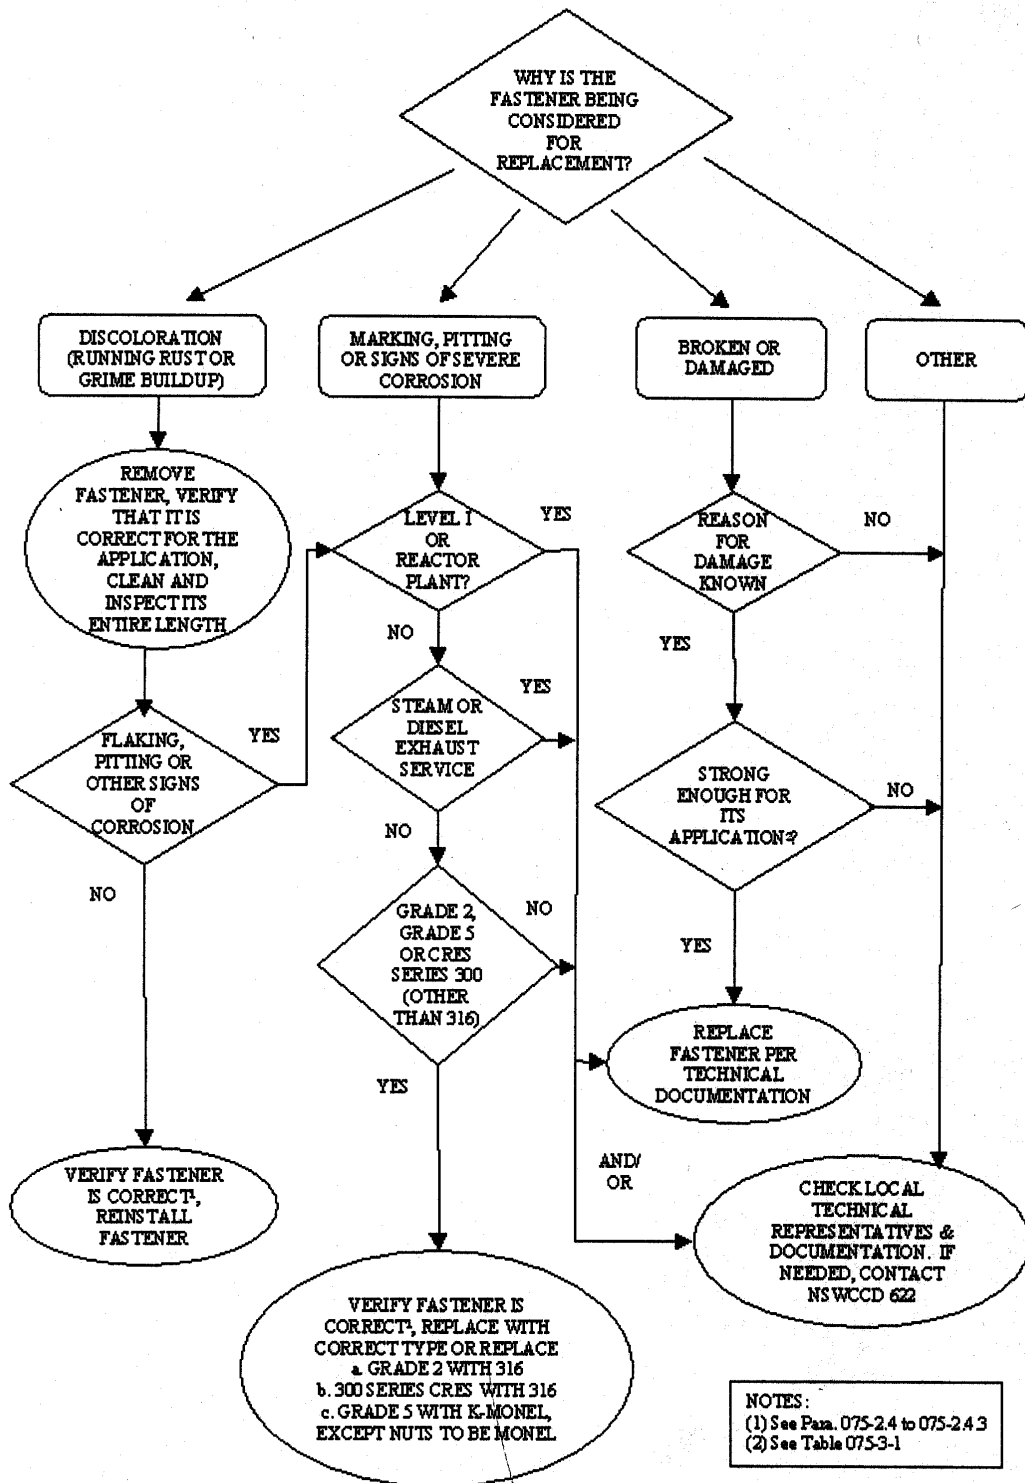 WHY IS THE
FASTENER BEING
CONSIDERED
FOR
REPLACEMENT?
DISCOLORATION
(RUNNING RUST OR
GRIME BUILDUP)
MARKING, PITTING
OR SIGNS OF SEVERE
CORROSION
BROKEN OR
DAMAGED
OTHER
REMOVE
FASTENER, VERIFY
THAT IT IS
CORRECT FOR THE
APPLICATION,
CLEAN AND
INSPECT ITS
ENTIRE LENGTH
LEVEL I
OR
REACTOR
PLANT?
YES
NO
REASON
FOR
DAMAGE
KNOWN
NO
YES
FLAKING,
PITTING OR
OTHER SIGNS
OF
CORROSION
YES
NO
STEAM OR
DIESEL
EXHAUST
SERVICE
YES
NO
STRONG
ENOUGH FOR
ITS
APPLICATION²?
NO
YES
GRADE 2,
GRADE 5
OR CRES
SERIES 300
(OTHER
THAN 316)
NO
YES
REPLACE
FASTENER PER
TECHNICAL
DOCUMENTATION
VERIFY FASTENER
IS CORRECT¹,
REINSTALL
FASTENER
AND/
OR
CHECK LOCAL
TECHNICAL
REPRESENTATIVES &
DOCUMENTATION. IF
NEEDED, CONTACT
NSWCCD 622
VERIFY FASTENER IS
CORRECT¹, REPLACE WITH
CORRECT TYPE OR REPLACE
a. GRADE 2 WITH 316
b. 300 SERIES CRES WITH 316
c. GRADE 5 WITH K-MONEL,
EXCEPT NUTS TO BE MONEL
NOTES:
(1) See Para. 075-2.4 to 075-2.4.3
(2) See Table 075-3-1